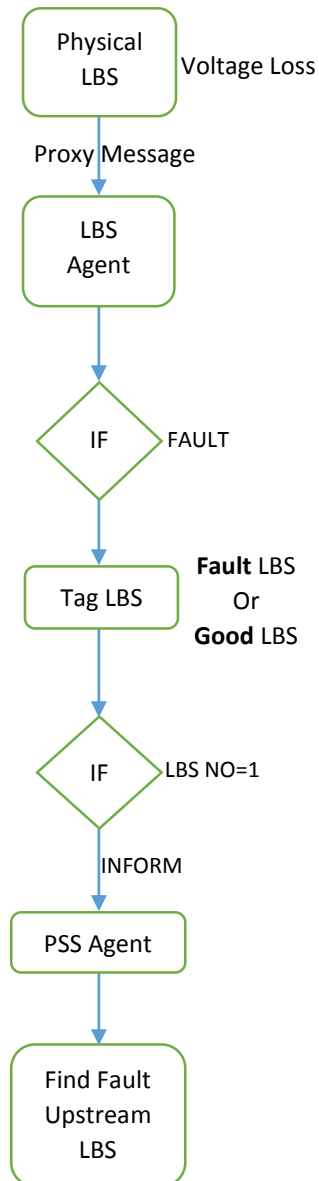 Physical
LBS
Voltage Loss
Proxy Message
LBS
Agent
IF
FAULT
Tag LBS
Fault LBS
Or
Good LBS
IF
LBS NO=1
INFORM
PSS Agent
Find Fault
Upstream
LBS